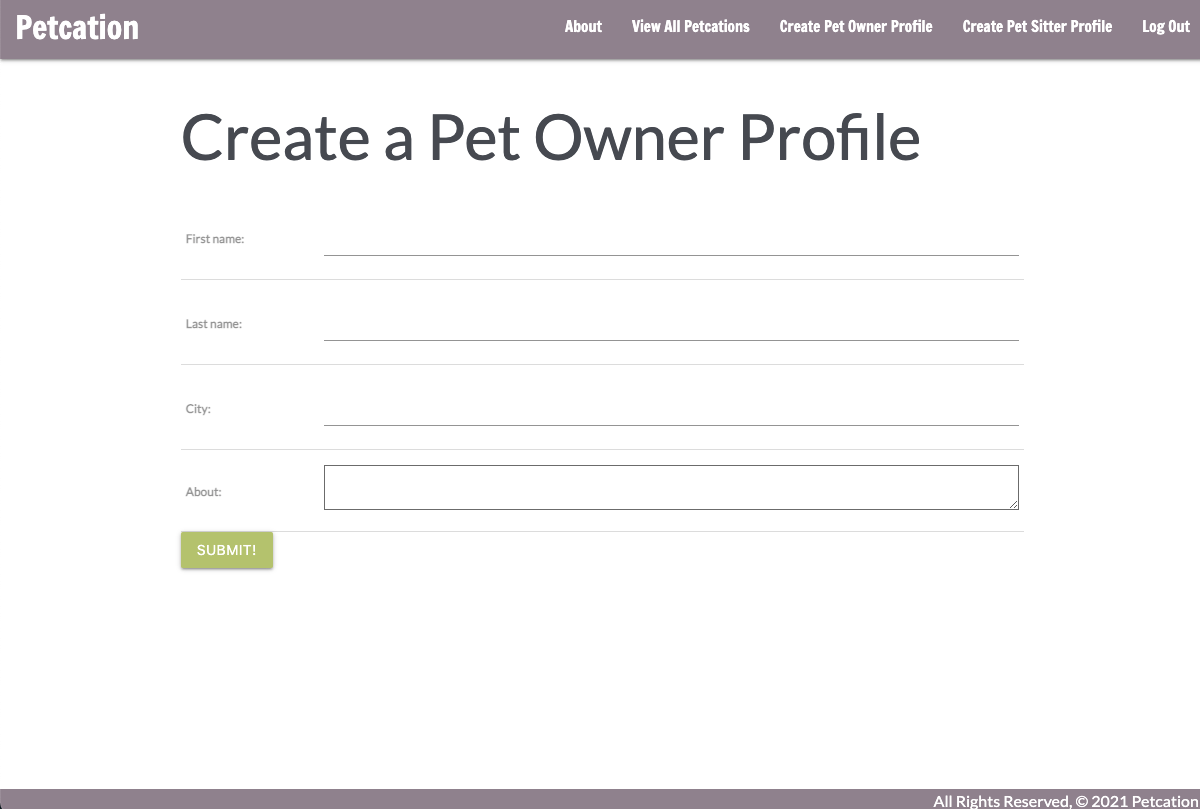 Petcation
About View All Petcations Create Pet Owner Profile Create Pet Sitter Profile Log Out
Create a Pet Owner Profile
First name:
Last name:
City:
About:
SUBMIT!
All Rights Reserved, © 2021 Petcation